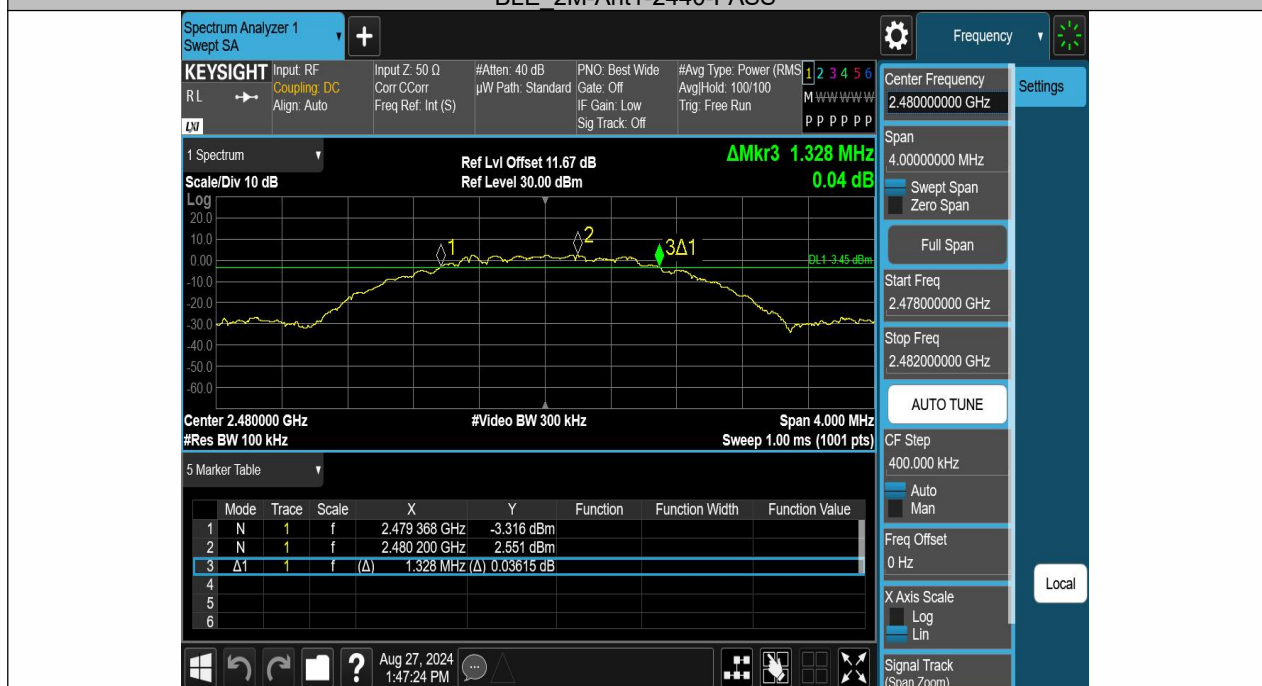 BLE_2M-Ant1-2440-PASS
Spectrum Analyzer 1
Swept SA
+
Frequency
KEYSIGHT
RL
LXI
Input: RF
Coupling: DC
Align: Auto
Input Z: 50 Ω
Corr CCorr
Freq Ref: Int (S)
#Atten: 40 dB
µW Path: Standard
PNO: Best Wide
Gate: Off
IF Gain: Low
Sig Track: Off
#Avg Type: Power (RMS
Avg|Hold: 100/100
Trig: Free Run
1 2 3 4 5 6
M W W W W W
P P P P P P
1 Spectrum
Scale/Div 10 dB
Ref Lvl Offset 11.67 dB
Ref Level 30.00 dBm
ΔMkr3 1.328 MHz
0.04 dB
Log
20.0
10.0
0.00
-10.0
-20.0
-30.0
-40.0
-50.0
-60.0
1
2
3Δ1
DL1 -3.45 dBm
Center 2.480000 GHz
#Video BW 300 kHz
Span 4.000 MHz
#Res BW 100 kHz
Sweep 1.00 ms (1001 pts)
5 Marker Table
Mode Trace Scale X Y Function Function Width Function Value
1 N 1 f 2.479 368 GHz -3.316 dBm
2 N 1 f 2.480 200 GHz 2.551 dBm
3 Δ1 1 f (Δ) 1.328 MHz (Δ) 0.03615 dB
4
5
6
?
Aug 27, 2024
1:47:24 PM
Center Frequency
2.480000000 GHz
Settings
Span
4.00000000 MHz
Swept Span
Zero Span
Full Span
Start Freq
2.478000000 GHz
Stop Freq
2.482000000 GHz
AUTO TUNE
CF Step
400.000 kHz
Auto
Man
Freq Offset
0 Hz
Local
X Axis Scale
Log
Lin
Signal Track
(Span Zoom)